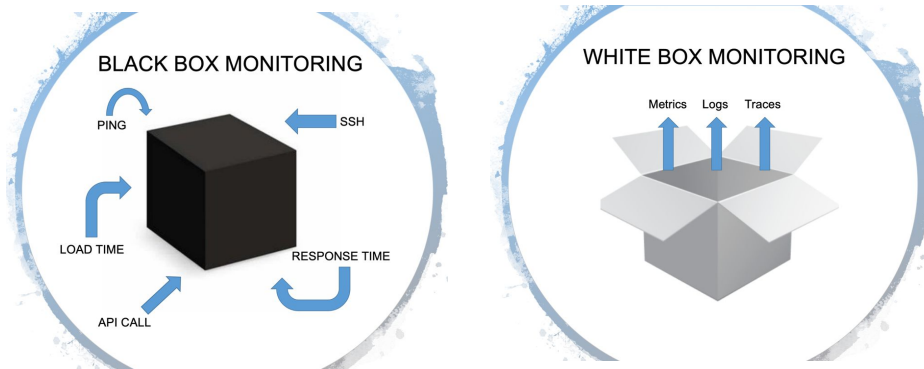 BLACK BOX MONITORING
PING
SSH
LOAD TIME
RESPONSE TIME
API CALL
WHITE BOX MONITORING
Metrics Logs Traces